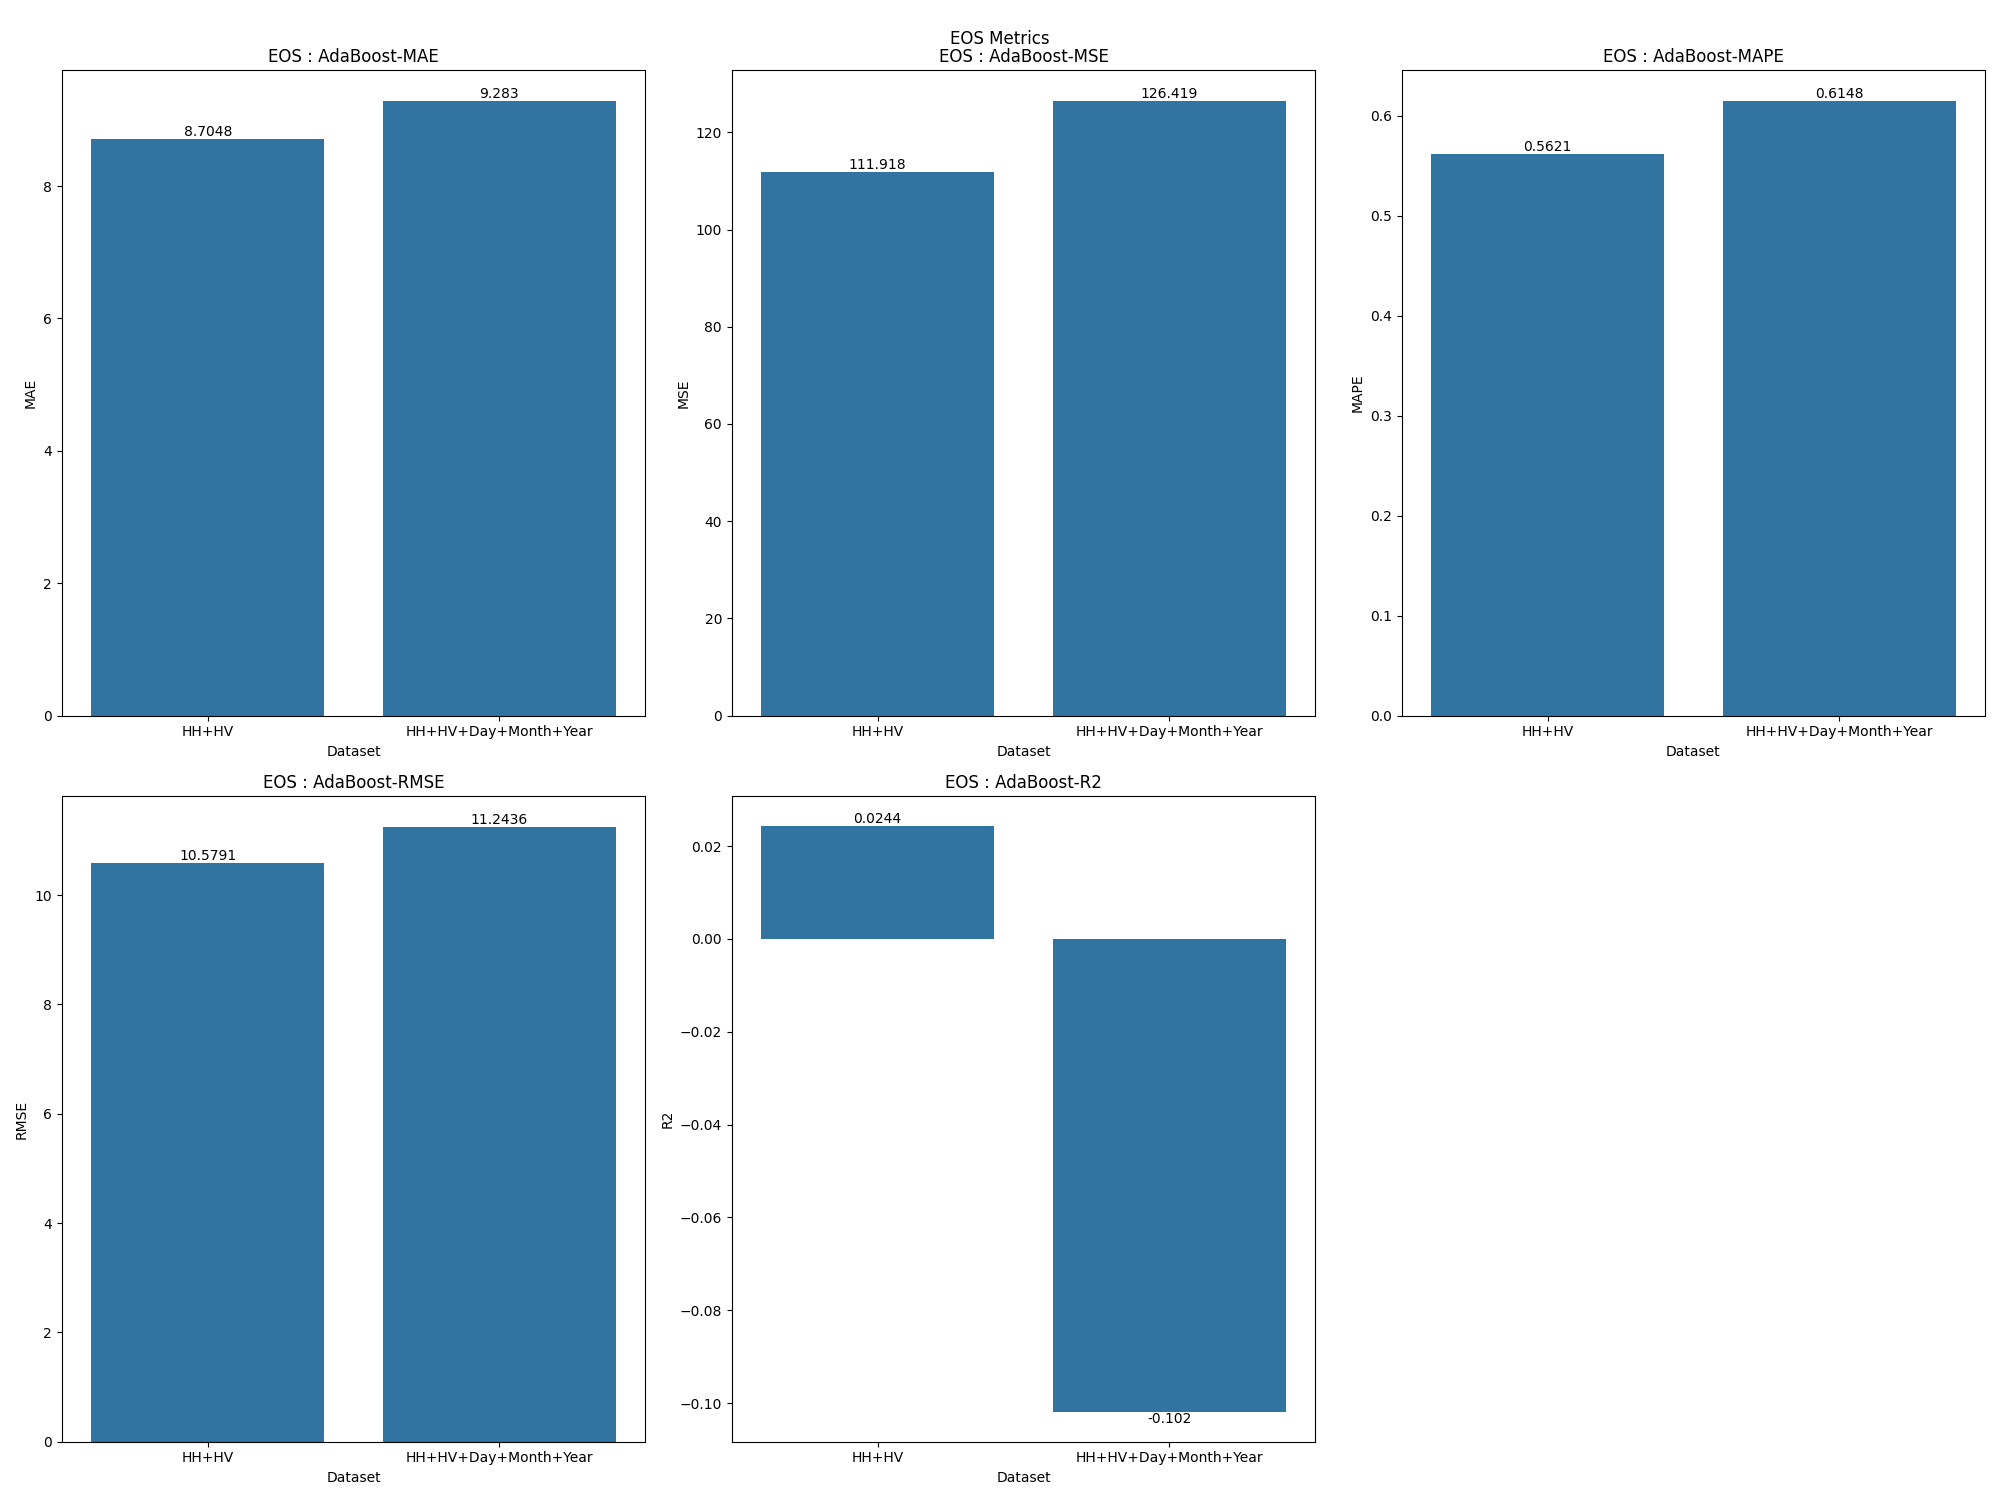 EOS Metrics
EOS : AdaBoost-MAE
9.283
8.7048
8
6
4
2
0
MAE
HH+HV
HH+HV+Day+Month+Year
Dataset
EOS : AdaBoost-MSE
126.419
111.918
120
100
80
60
40
20
0
MSE
HH+HV
HH+HV+Day+Month+Year
Dataset
EOS : AdaBoost-MAPE
0.6148
0.5621
0.6
0.5
0.4
0.3
0.2
0.1
0.0
MAPE
HH+HV
HH+HV+Day+Month+Year
Dataset
EOS : AdaBoost-RMSE
11.2436
10.5791
10
8
6
4
2
0
RMSE
HH+HV
HH+HV+Day+Month+Year
Dataset
EOS : AdaBoost-R2
0.0244
0.02
0.00
−0.02
−0.04
−0.06
−0.08
−0.10
-0.102
R2
HH+HV
HH+HV+Day+Month+Year
Dataset